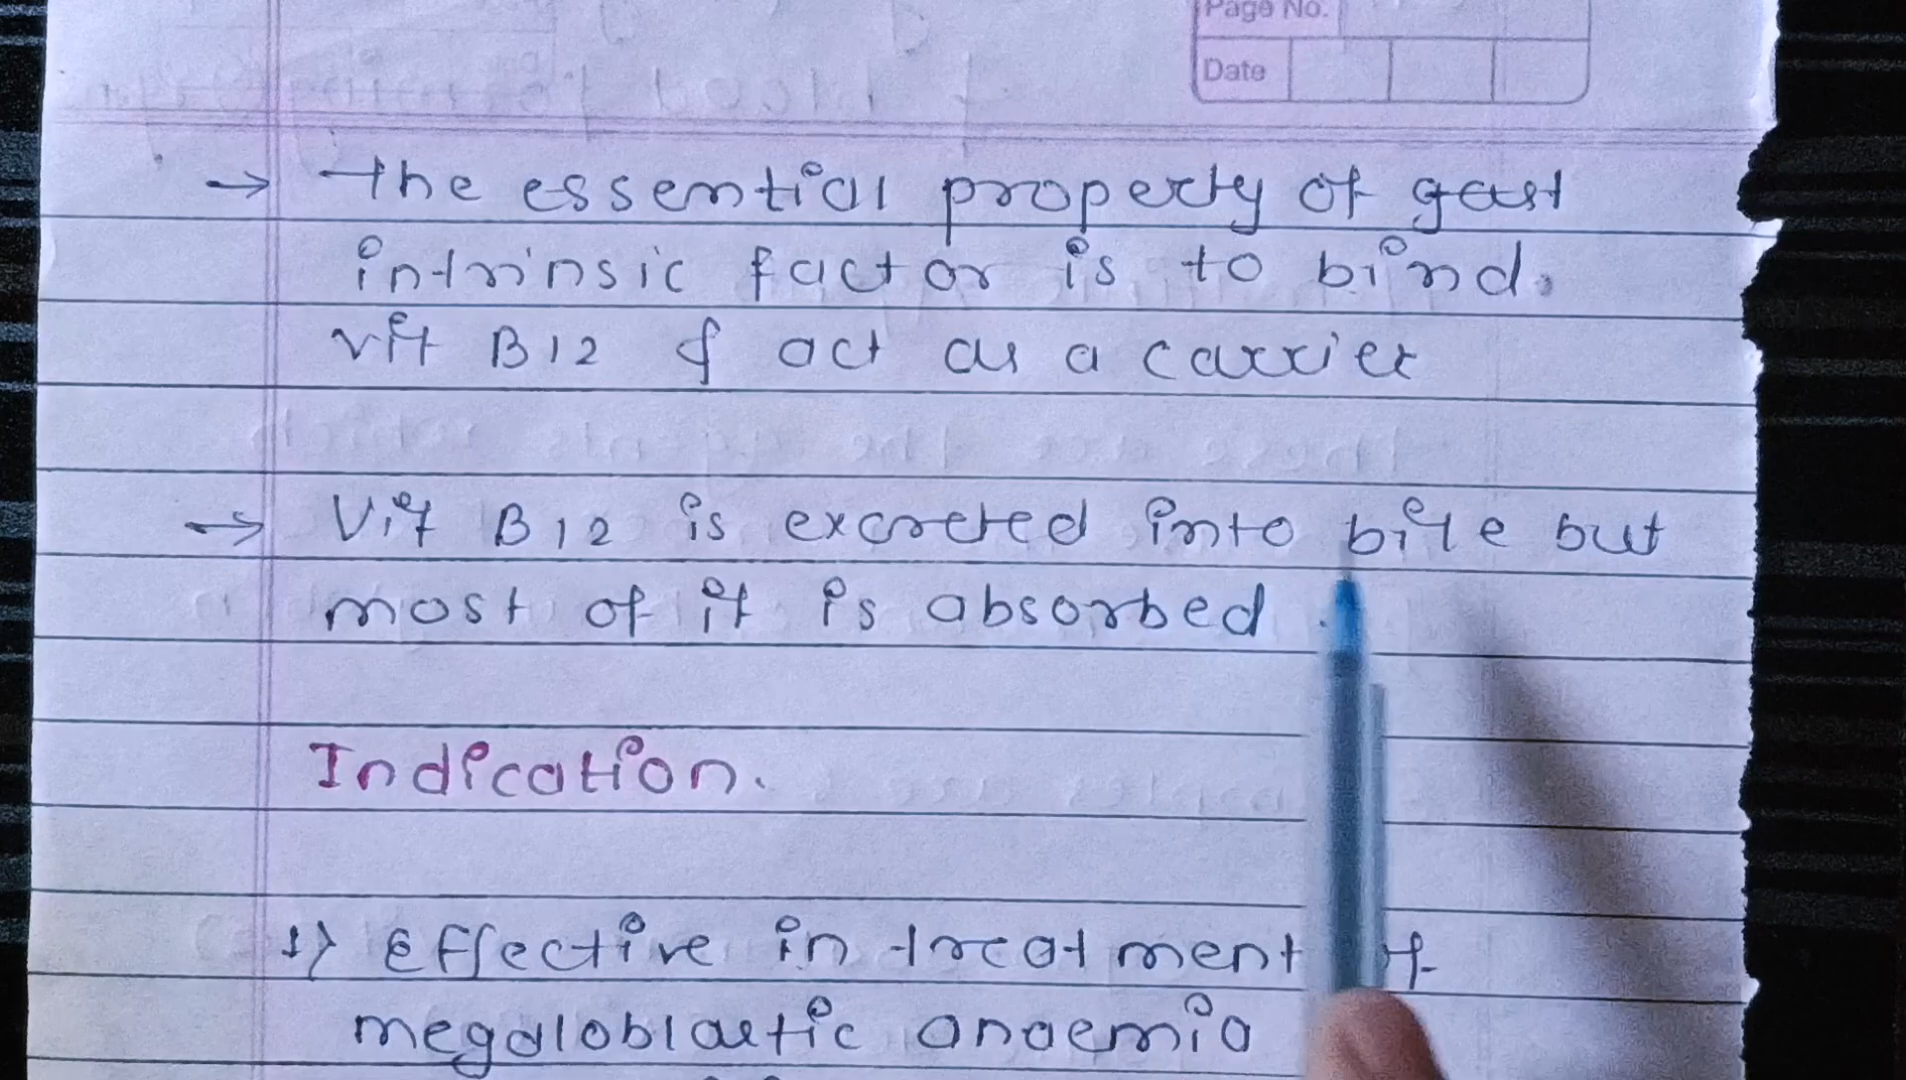 Page No.
Date
→ the essential property of gast
intrinsic factor is to bind.
vit B12 & act as a carrier
→ Vit B12 is excreted into bile but
most of it is absorbed.
Indication.
1) Effective in treatment of
megaloblastic anaemia